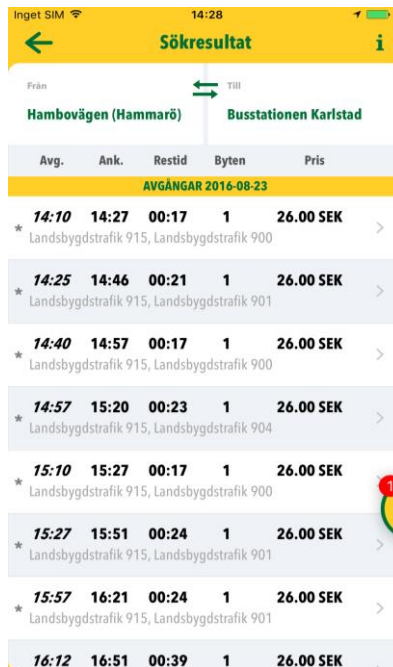 Inget SIM 14:28
Sökresultat i
Från Till
Hambovägen (Hammarö) Busstationen Karlstad
Avg. Ank. Restid Byten Pris
AVGÅNGAR 2016-08-23
14:10 14:27 00:17 1 26.00 SEK
* Landsbygdstrafik 915, Landsbygdstrafik 900
14:25 14:46 00:21 1 26.00 SEK
* Landsbygdstrafik 915, Landsbygdstrafik 901
14:40 14:57 00:17 1 26.00 SEK
* Landsbygdstrafik 915, Landsbygdstrafik 900
14:57 15:20 00:23 1 26.00 SEK
* Landsbygdstrafik 915, Landsbygdstrafik 904
15:10 15:27 00:17 1 26.00 SEK
* Landsbygdstrafik 915, Landsbygdstrafik 900
1
15:27 15:51 00:24 1 26.00 SEK
* Landsbygdstrafik 915, Landsbygdstrafik 901
15:57 16:21 00:24 1 26.00 SEK
* Landsbygdstrafik 915, Landsbygdstrafik 901
16:12 16:51 00:39 1 26.00 SEK